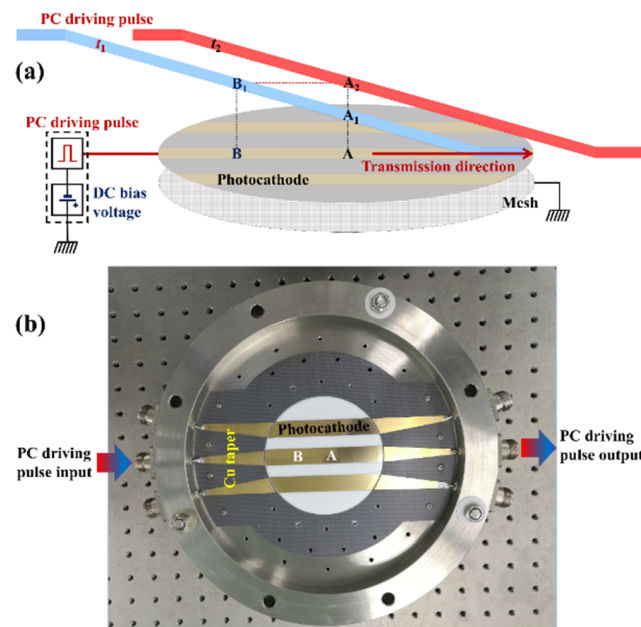 PC driving pulse
t1
t2
(a)
B1
A2
A1
PC driving pulse
B
A
Transmission direction
Photocathode
DC bias
voltage
Mesh
(b)
Photocathode
B
A
Cu taper
PC driving
pulse input
PC driving
pulse output